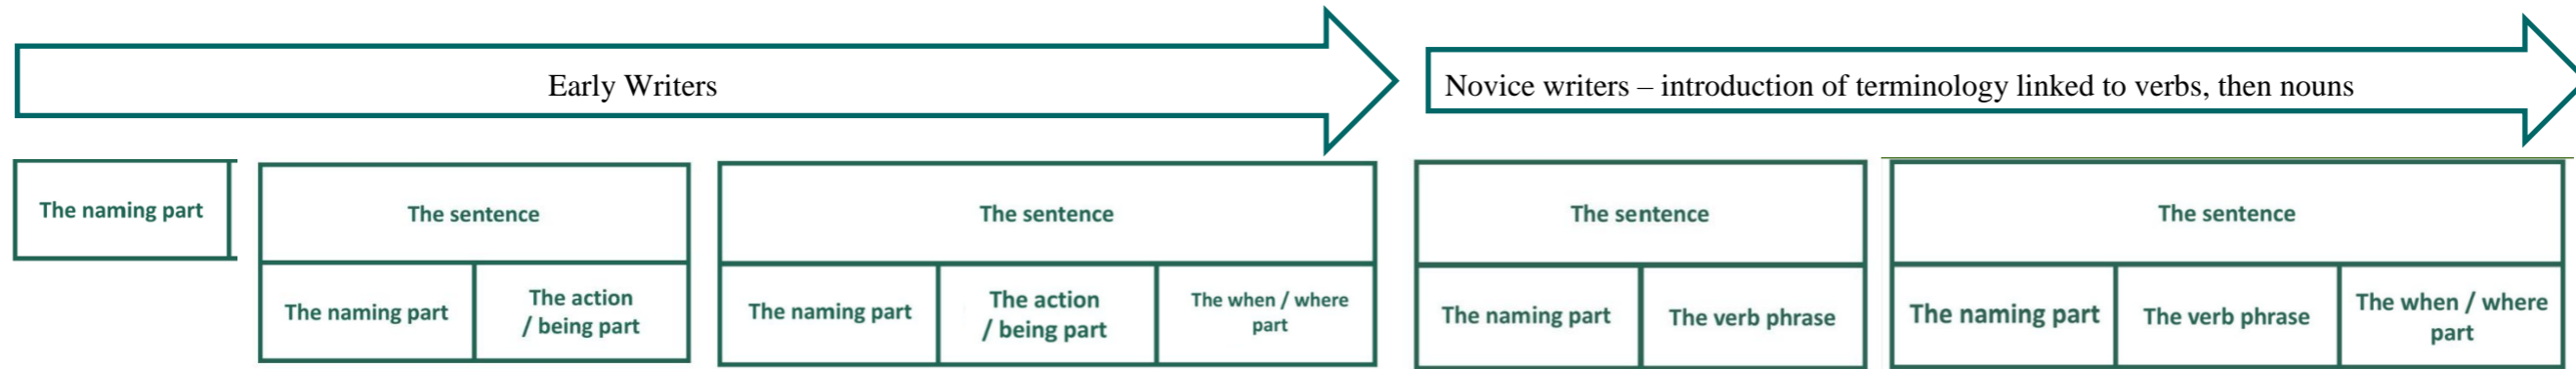 Early Writers
Novice writers – introduction of terminology linked to verbs, then nouns
The naming part
The sentence
The naming part
The action
/ being part
The sentence
The naming part
The action
/ being part
The when / where
part
The sentence
The naming part
The verb phrase
The sentence
The naming part
The verb phrase
The when / where
part